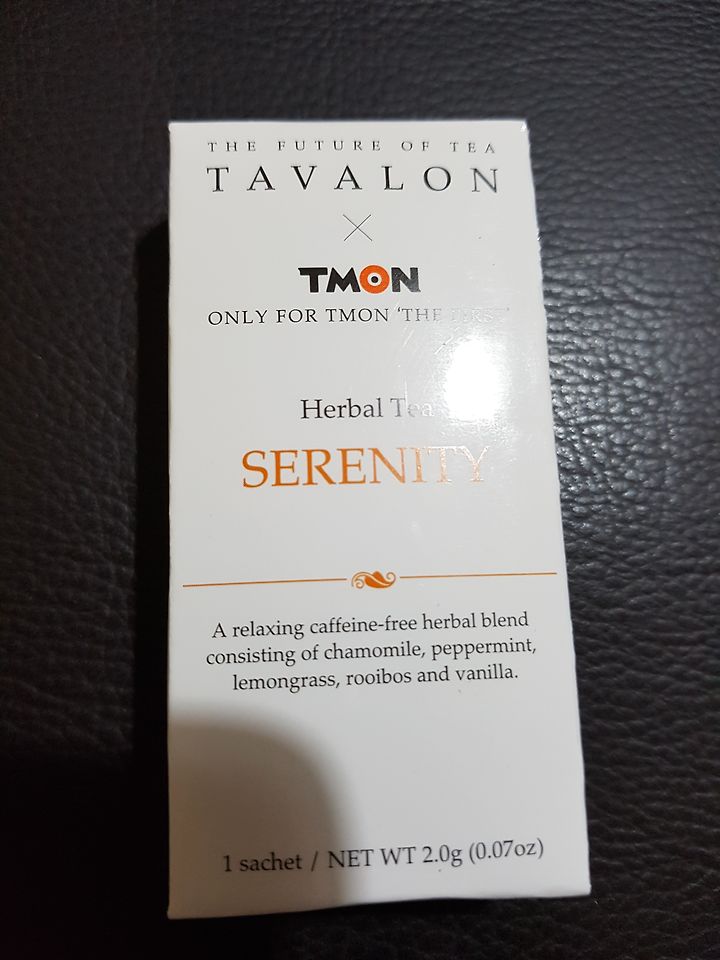 THE FUTURE OF TEA
TAVALON
×
TMON
ONLY FOR TMON 'THE FIRST'
Herbal Tea
SERENITY
A relaxing caffeine-free herbal blend
consisting of chamomile, peppermint,
lemongrass, rooibos and vanilla.
1 sachet / NET WT 2.0g (0.07oz)